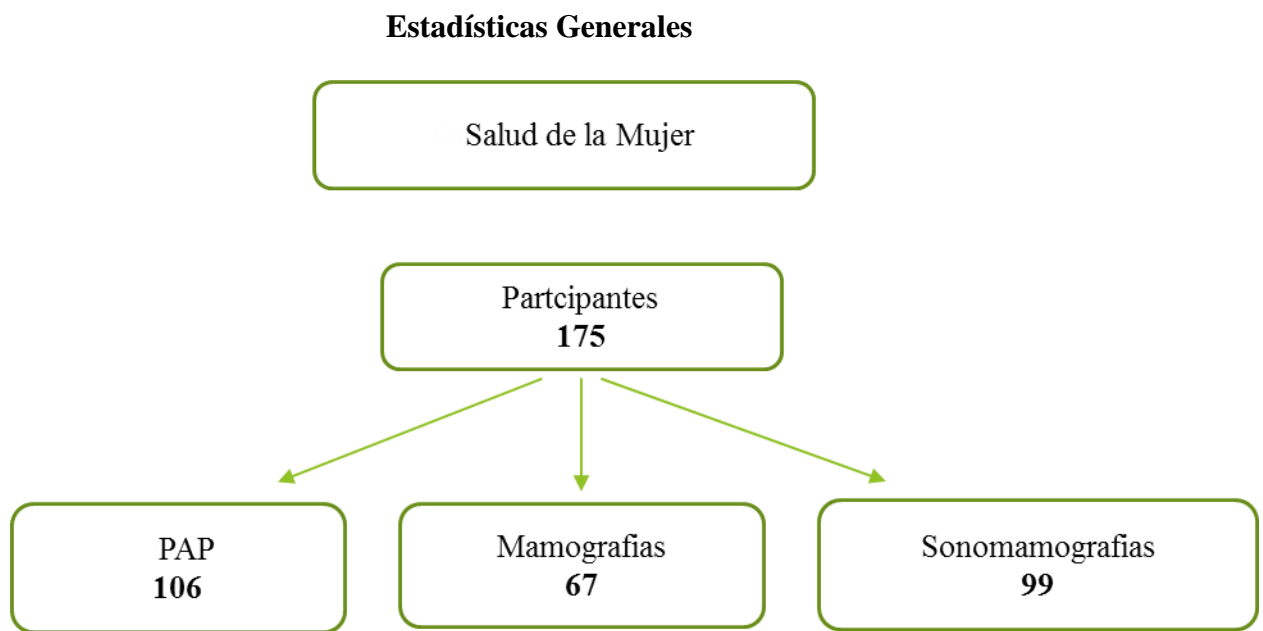 Estadísticas Generales
Salud de la Mujer
Partcipantes
175
PAP
106
Mamografias
67
Sonomamografias
99